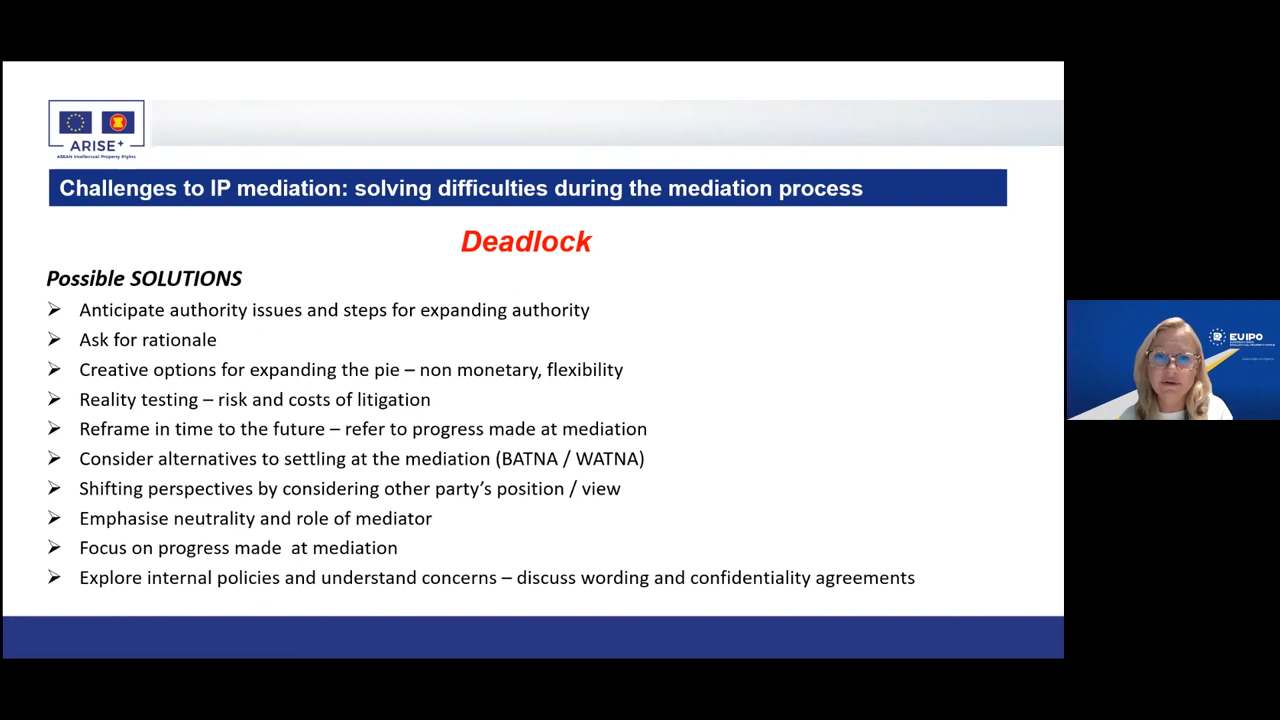 ARISE+
ASEAN Intellectual Property Rights
Challenges to IP mediation: solving difficulties during the mediation process
Deadlock
Possible SOLUTIONS
➢ Anticipate authority issues and steps for expanding authority
➢ Ask for rationale
➢ Creative options for expanding the pie – non monetary, flexibility
➢ Reality testing – risk and costs of litigation
➢ Reframe in time to the future – refer to progress made at mediation
➢ Consider alternatives to settling at the mediation (BATNA / WATNA)
➢ Shifting perspectives by considering other party’s position / view
➢ Emphasise neutrality and role of mediator
➢ Focus on progress made  at mediation
➢ Explore internal policies and understand concerns – discuss wording and confidentiality agreements
EUIPO